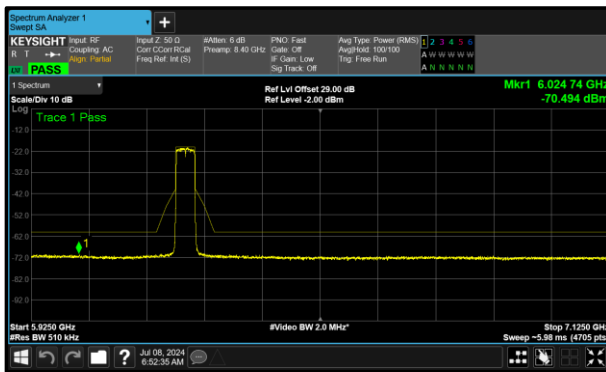 Spectrum Analyzer 1
Swept SA
KEYSIGHT
R T
LXI
PASS
Input: RF
Coupling: AC
Align: Partial
Input Z: 50 Ω
Corr CCorr RCal
Freq Ref: Int (S)
#Atten: 6 dB
Preamp: 8.40 GHz
PNO: Fast
Gate: Off
IF Gain: Low
Sig Track: Off
Avg Type: Power (RMS)
Avg|Hold: 100/100
Trig: Free Run
1 2 3 4 5 6
A W W W W W
A N N N N N
1 Spectrum
Scale/Div 10 dB
Ref Lvl Offset 29.00 dB
Ref Level -2.00 dBm
Mkr1 6.024 74 GHz
-70.494 dBm
Log
Trace 1 Pass
-12.0
-22.0
-32.0
-42.0
-52.0
-62.0
-72.0
-82.0
-92.0
1
Start 5.9250 GHz
#Res BW 510 kHz
#Video BW 2.0 MHz*
Stop 7.1250 GHz
Sweep ~5.98 ms (4705 pts)
?
Jul 08, 2024
6:52:35 AM